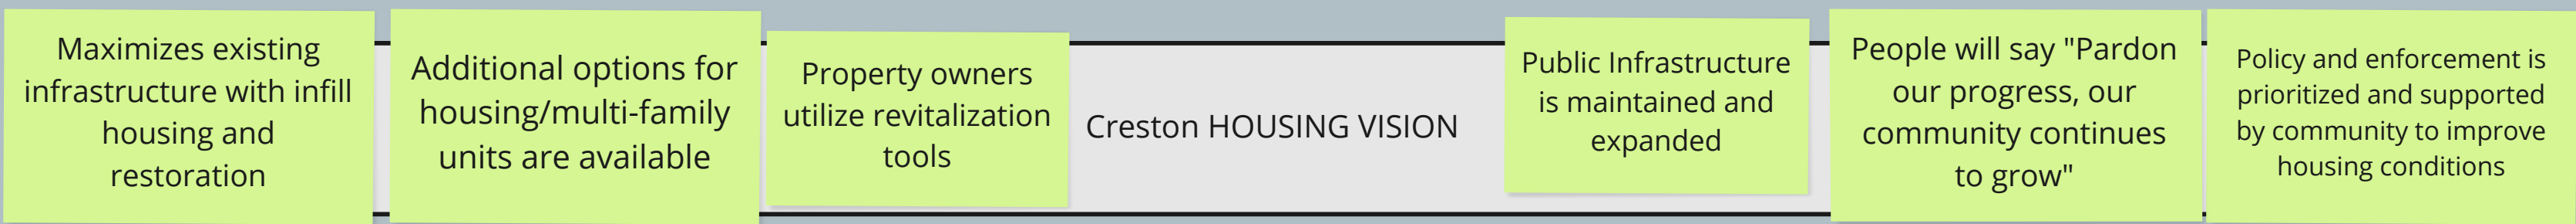 Maximizes existing
infrastructure with infill
housing and
restoration
Additional options for
housing/multi-family
units are available
Property owners
utilize revitalization
tools
Creston HOUSING VISION
Public Infrastructure
is maintained and
expanded
People will say "Pardon
our progress, our
community continues
to grow"
Policy and enforcement is
prioritized and supported
by community to improve
housing conditions